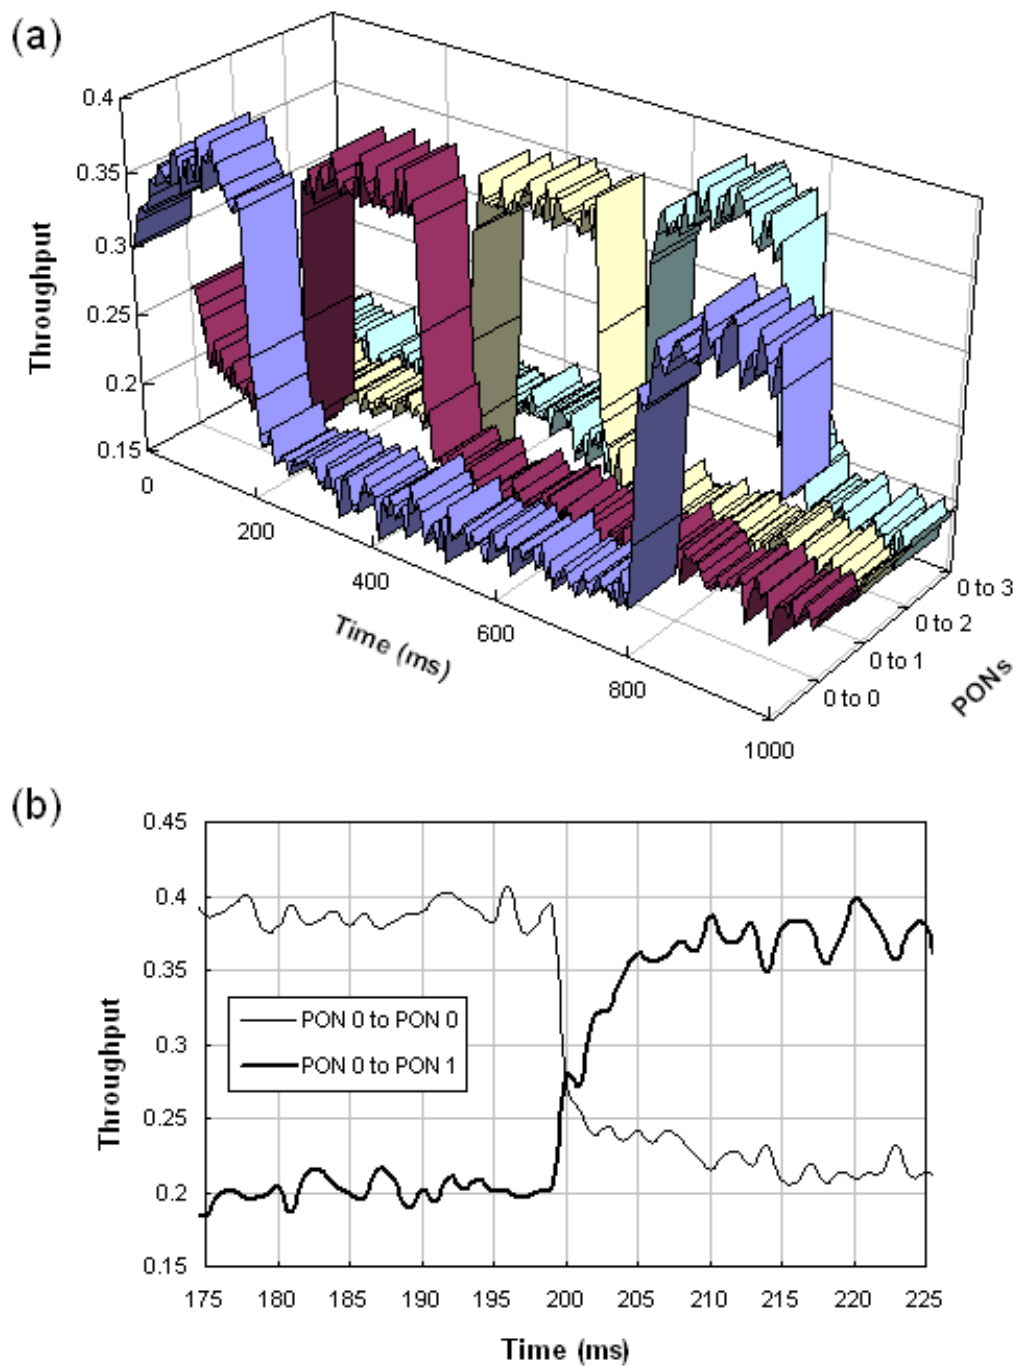 (a)
0.4
0.35
0.3
0.25
0.2
0.15
Throughput
0
200
400
600
800
1000
Time (ms)
0 to 3
0 to 2
0 to 1
0 to 0
PONs
(b)
0.45
0.4
0.35
0.3
0.25
0.2
0.15
Throughput
PON 0 to PON 0
PON 0 to PON 1
175 180 185 190 195 200 205 210 215 220 225
Time (ms)